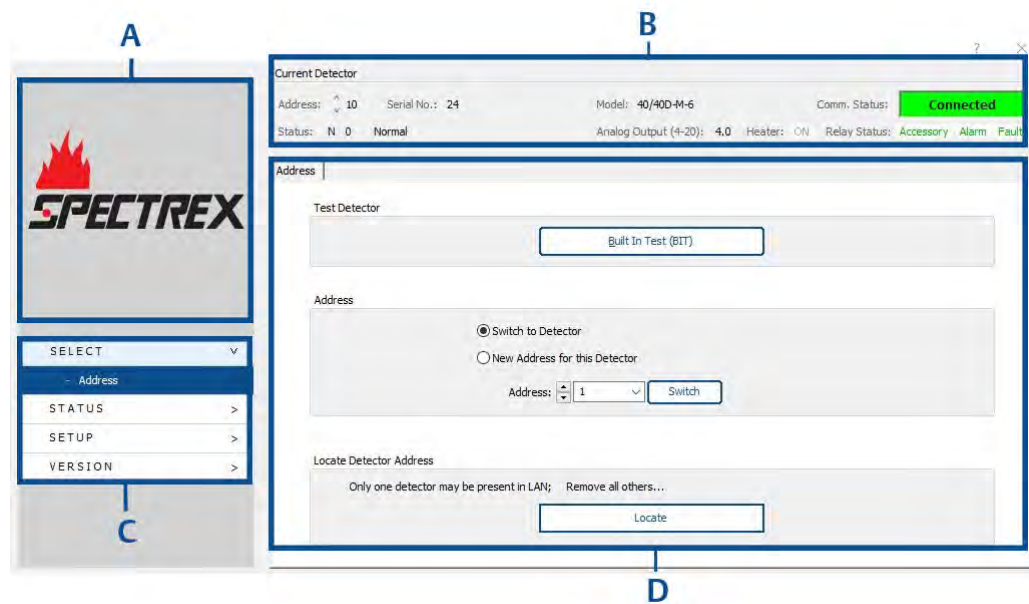 A
B
? ×
Current Detector
Address: 10 Serial No.: 24 Model: 40/40D-M-6 Comm. Status: Connected
Status: N 0 Normal Analog Output (4-20): 4.0 Heater: ON Relay Status: Accessory Alarm Fault
SPECTREX
Address
Test Detector
Built In Test (BIT)
Address
Switch to Detector
New Address for this Detector
Address: 1 Switch
Locate Detector Address
Only one detector may be present in LAN; Remove all others...
Locate
SELECT
- Address
STATUS >
SETUP >
VERSION >
C
D